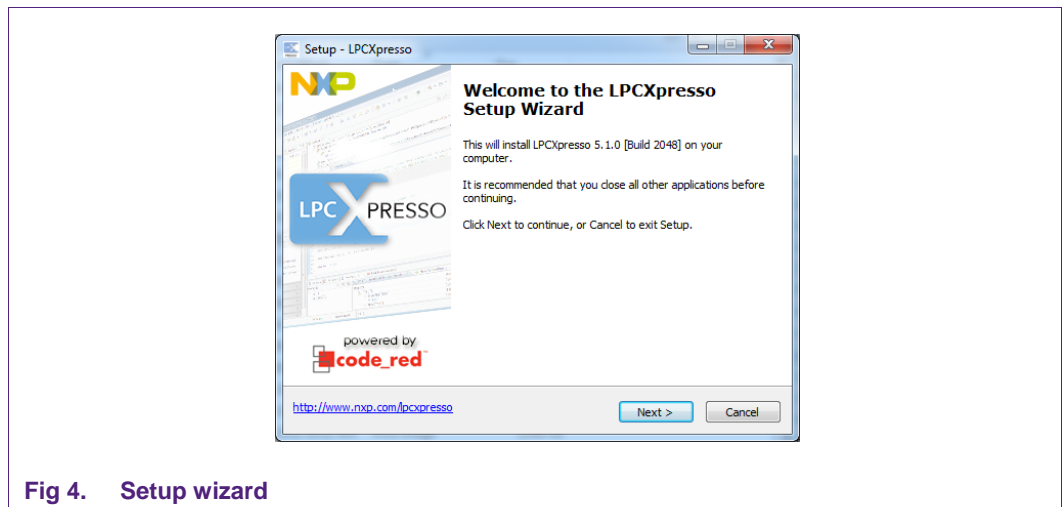 Setup - LPCXpresso
NXP
Welcome to the LPCXpresso
Setup Wizard
This will install LPCXpresso 5.1.0 [Build 2048] on your
computer.
It is recommended that you close all other applications before
continuing.
Click Next to continue, or Cancel to exit Setup.
LPC XPRESSO
powered by
code_red
http://www.nxp.com/lpcxpresso
Next >
Cancel
Fig 4. Setup wizard